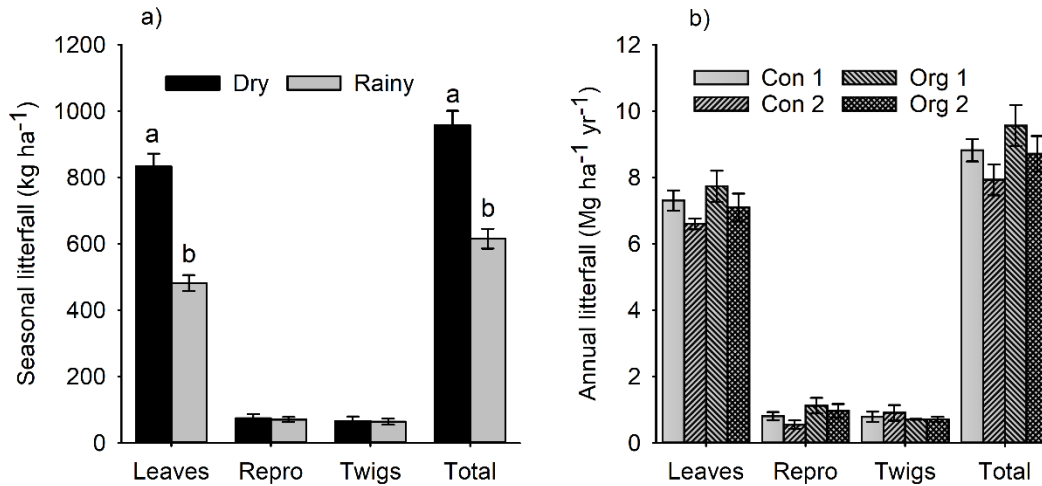 a)
Seasonal litterfall (kg ha⁻¹)
1200
1000
800
600
400
200
0
Dry Rainy
a
b
a
b
Leaves Repro Twigs Total
b)
Annual litterfall (Mg ha⁻¹ yr⁻¹)
12
10
8
6
4
2
0
Con 1 Org 1
Con 2 Org 2
Leaves Repro Twigs Total